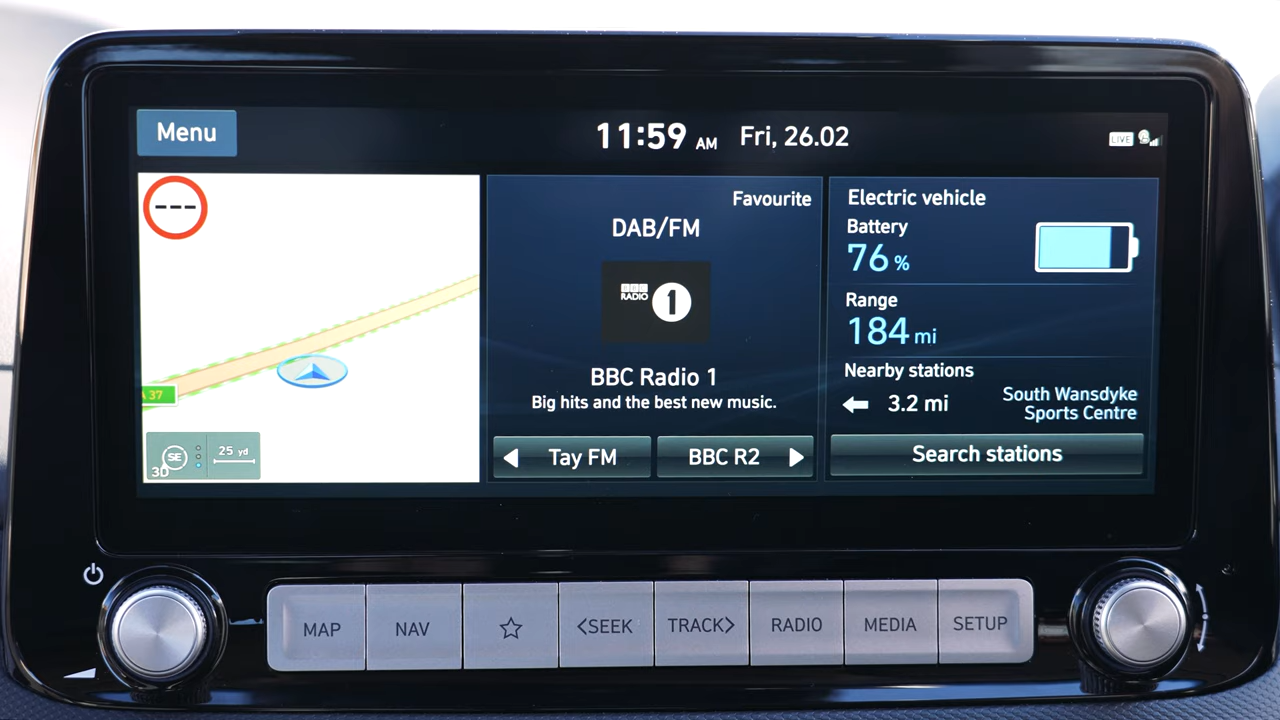 Menu
11:59 AM Fri, 26.02
LIVE
---
A 37
SE
25 yd
3D
Favourite
DAB/FM
BBC
RADIO
1
BBC Radio 1
Big hits and the best new music.
Tay FM
BBC R2
Electric vehicle
Battery
76 %
Range
184 mi
Nearby stations
3.2 mi
South Wansdyke
Sports Centre
Search stations
MAP
NAV
<SEEK
TRACK>
RADIO
MEDIA
SETUP